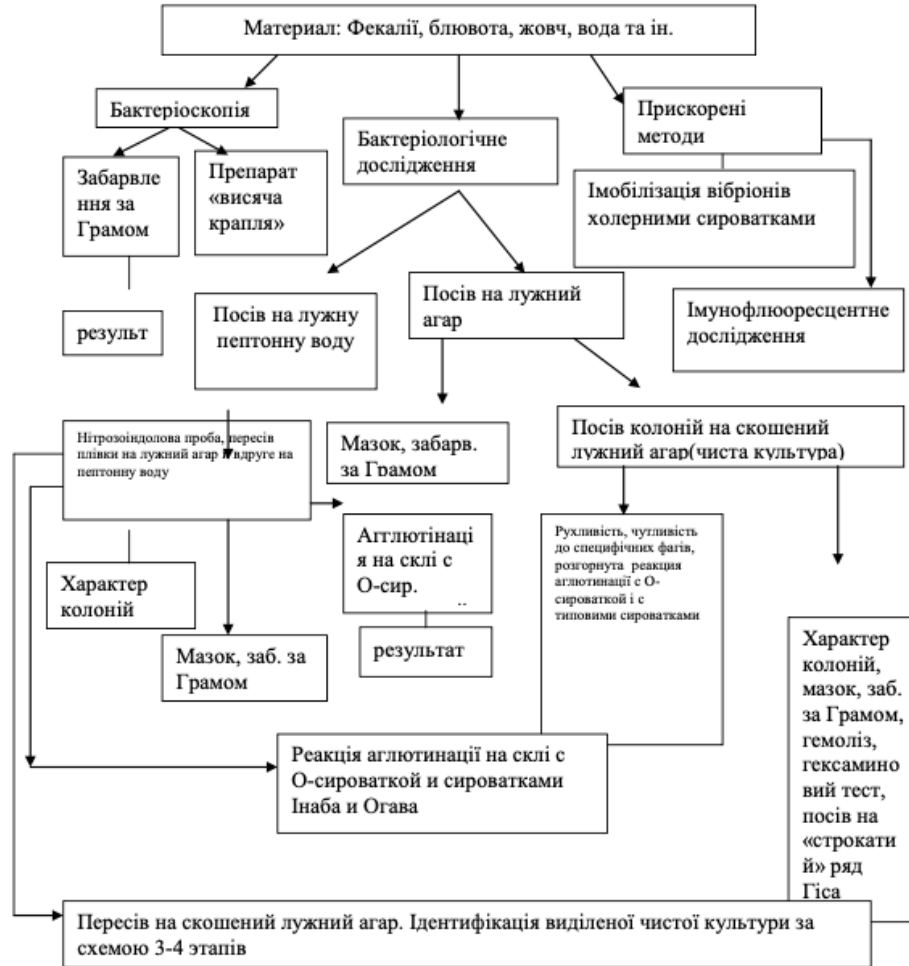 Материал: Фекалії, блювота, жовч, вода та ін.
Бактеріоскопія
Бактеріологічне
дослідження
Прискорені
методи
Забарвле
ння за
Грамом
Препарат
«висяча
крапля»
Імобілізація вібріонів
холерними сироватками
результ
Посів на лужну
пептонну воду
Посів на лужний
агар
Імунофлюоресцентне
дослідження
Нітрозоіндолова проба, пересів
плівки на лужний агар и вдруге на
пептонну воду
Мазок, забарв.
за Грамом
Посів колоній на скошений
лужний агар(чиста культура)
Характер
колоній
Мазок, заб. за
Грамом
Агглютінаці
я на склі с
О-сир.
результат
Рухливість, чутливість
до специфічних фагів,
розгорнута реакция
аглютинації с О-
сироваткой і с
типовими сироватками
Характер
колоній,
мазок, заб.
за Грамом,
гемоліз,
гексамино
вий тест,
посів на
«строкати
й» ряд
Гіса
Реакція аглютинації на склі с
О-сироваткой и сироватками
Інаба и Огава
Пересів на скошений лужний агар. Ідентифікація виділеної чистої культури за
схемою 3-4 этапів